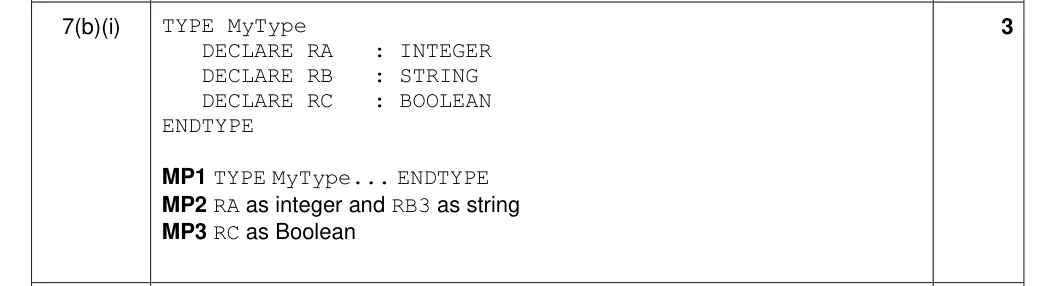 7(b)(i) TYPE MyType 3
DECLARE RA : INTEGER
DECLARE RB : STRING
DECLARE RC : BOOLEAN
ENDTYPE
MP1 TYPE MyType... ENDTYPE
MP2 RA as integer and RB3 as string
MP3 RC as Boolean